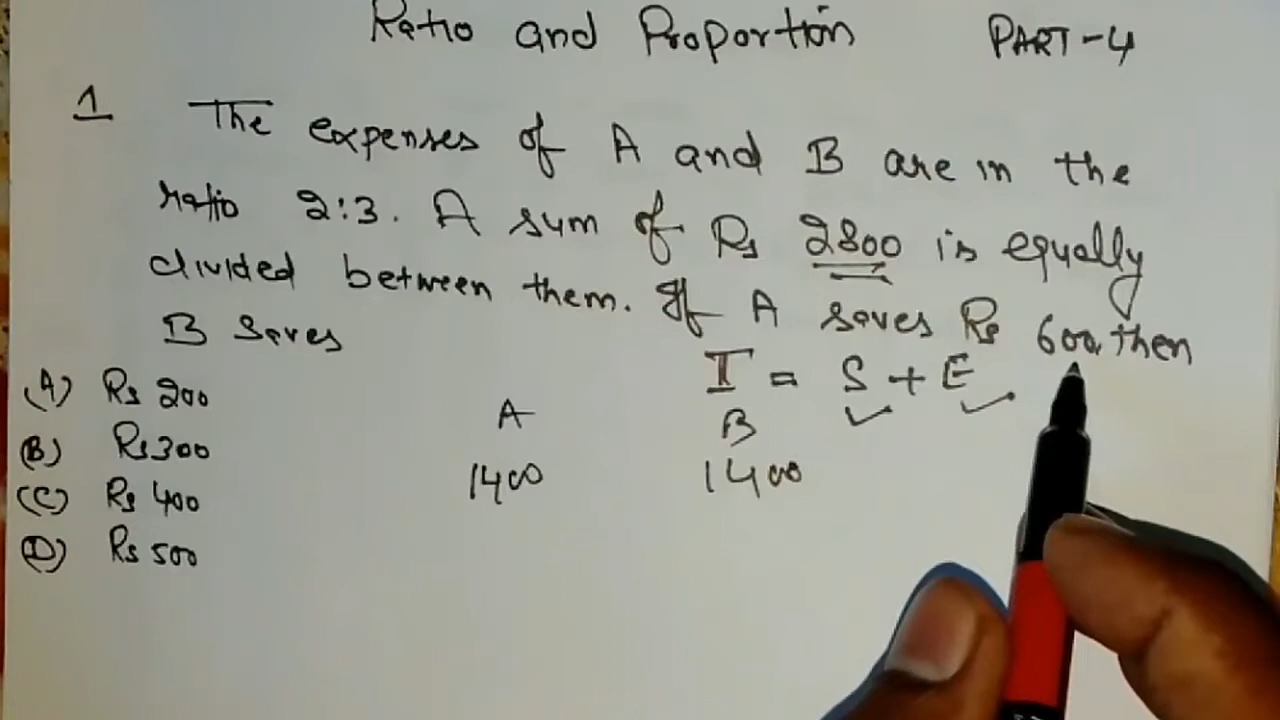 Ratio and Proportion PART-4
1 The expenses of A and B are in the
ratio 2:3. A sum of Rs 2800 is equally
divided between them. If A saves Rs 600, then
B saves
I = S + E
(A) Rs 200
A B
(B) Rs 300
1400 1400
(C) Rs 400
(D) Rs 500